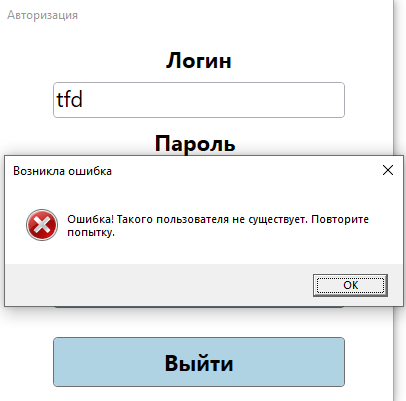 Авторизация
Логин
tfd
Пароль
Возникла ошибка
Ошибка! Такого пользователя не существует. Повторите
попытку.
OK
Выйти